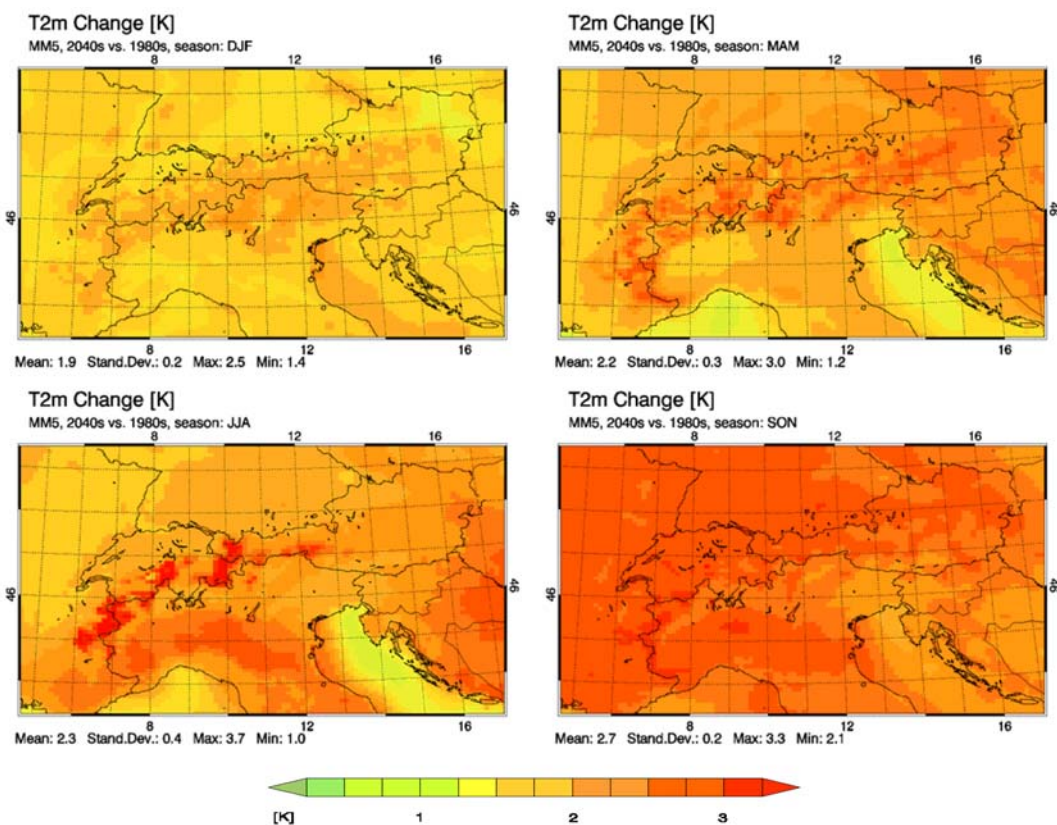 T2m Change [K]
MM5, 2040s vs. 1980s, season: DJF
8 12 16
46 46
8 12 16
Mean: 1.9 Stand.Dev.: 0.2 Max: 2.5 Min: 1.4
T2m Change [K]
MM5, 2040s vs. 1980s, season: MAM
8 12 16
46 46
8 12 16
Mean: 2.2 Stand.Dev.: 0.3 Max: 3.0 Min: 1.2
T2m Change [K]
MM5, 2040s vs. 1980s, season: JJA
8 12 16
46 46
8 12 16
Mean: 2.3 Stand.Dev.: 0.4 Max: 3.7 Min: 1.0
T2m Change [K]
MM5, 2040s vs. 1980s, season: SON
8 12 16
46 46
8 12 16
Mean: 2.7 Stand.Dev.: 0.2 Max: 3.3 Min: 2.1
[K] 1 2 3